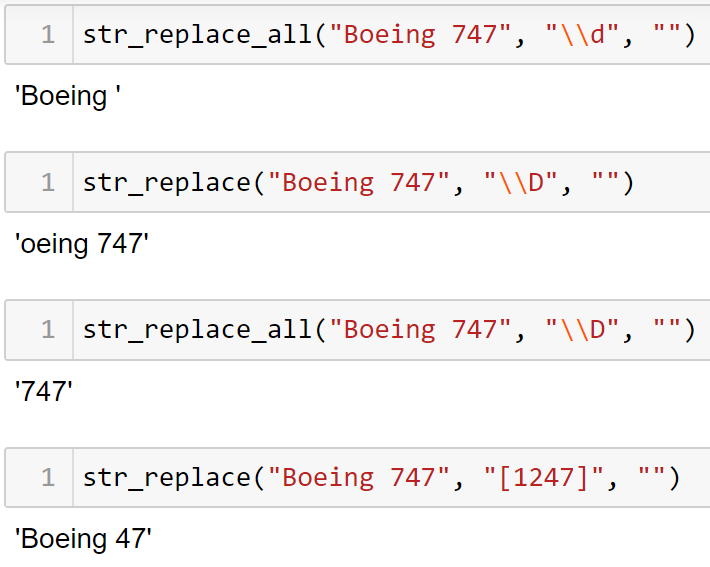 1 str_replace_all("Boeing 747", "\\d", "")
'Boeing '
1 str_replace("Boeing 747", "\\D", "")
'oeing 747'
1 str_replace_all("Boeing 747", "\\D", "")
'747'
1 str_replace("Boeing 747", "[1247]", "")
'Boeing 47'